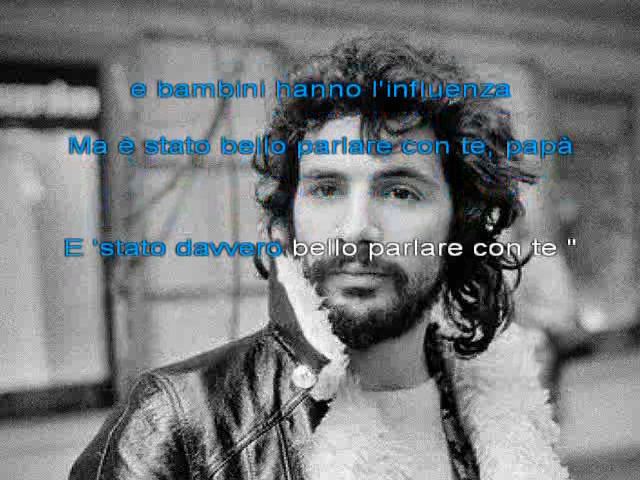 e bambini hanno l'influenza
Ma è stato bello parlare con te, papà
E 'stato davvero bello parlare con te "